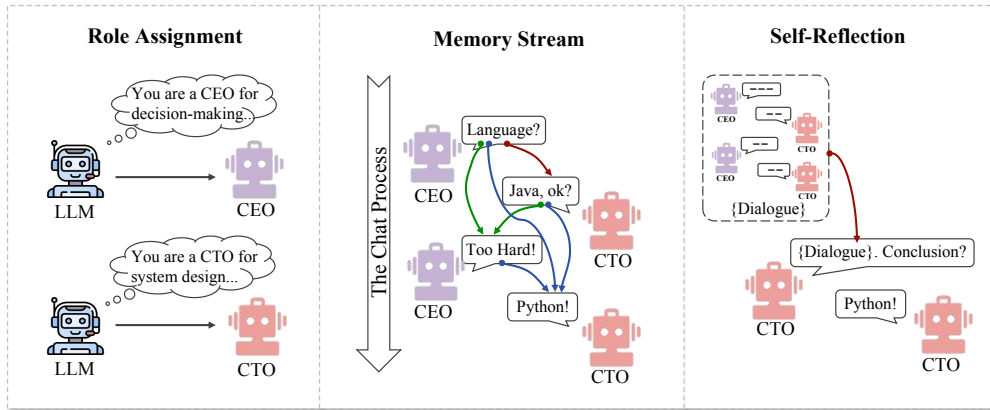 Role Assignment
You are a CEO for
decision-making...
LLM
CEO
You are a CTO for
system design...
LLM
CTO
Memory Stream
The Chat Process
Language?
CEO
Java, ok?
CTO
Too Hard!
CEO
Python!
CTO
Self-Reflection
CEO
CTO
CEO
CTO
{Dialogue}
{Dialogue}. Conclusion?
CTO
Python!
CTO